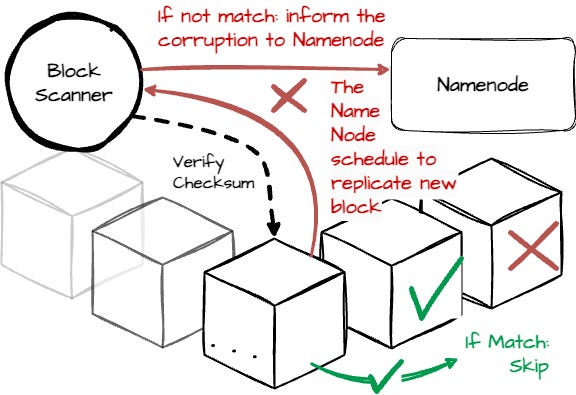 If not match: inform the
corruption to Namenode
Block
Scanner
Namenode
The
Name
Node
schedule to
replicate new
block
Verify
Checksum
. . .
If Match:
Skip